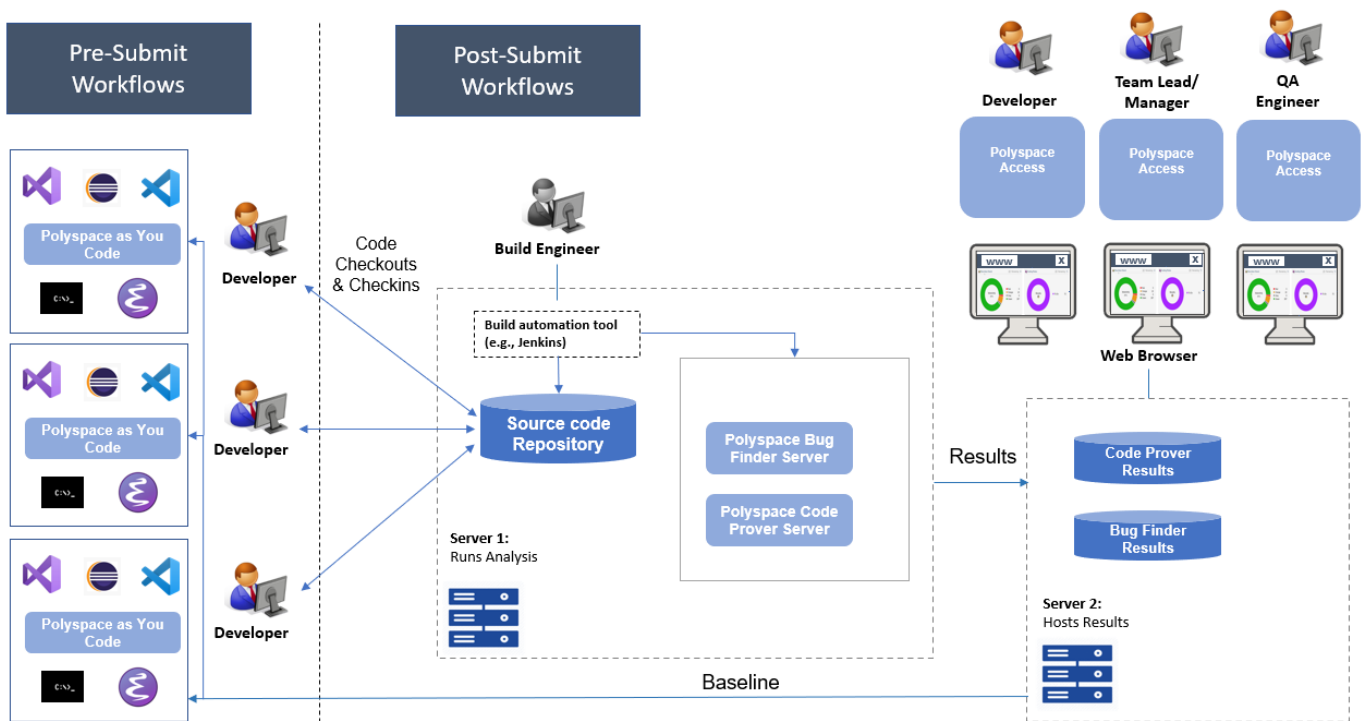 Pre-Submit
Workflows
Post-Submit
Workflows
Developer
Team Lead/
Manager
QA
Engineer
Polyspace
Access
Polyspace
Access
Polyspace
Access
www
X
www
X
www
X
Web Browser
Polyspace as You
Code
C:\>_
Developer
Polyspace as You
Code
C:\>_
Developer
Polyspace as You
Code
C:\>_
Developer
Code
Checkouts
& Checkins
Build Engineer
Build automation tool
(e.g., Jenkins)
Source code
Repository
Polyspace Bug
Finder Server
Polyspace Code
Prover Server
Server 1:
Runs Analysis
Results
Code Prover
Results
Bug Finder
Results
Server 2:
Hosts Results
Baseline